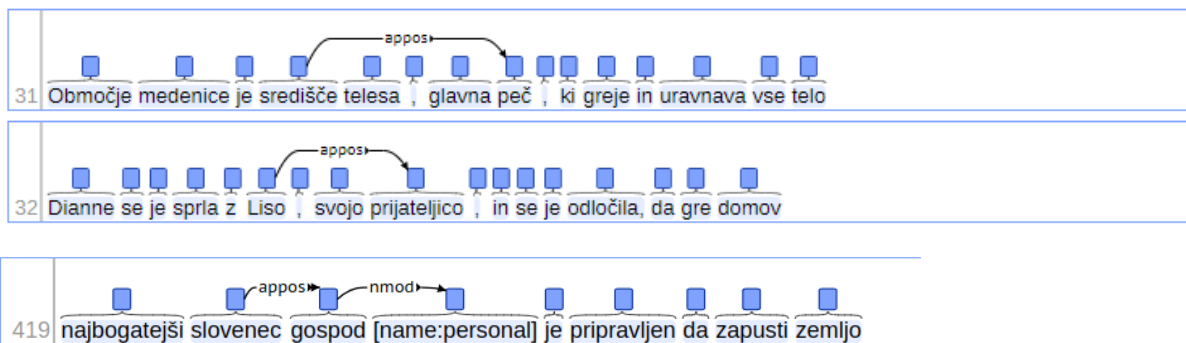 appos
31 Območje medenice je središče telesa , glavna peč , ki greje in uravnava vse telo
appos
32 Dianne se je sprla z Liso , svojo prijateljico , in se je odločila, da gre domov
appos nmod
419 najbogatejši slovenec gospod [name:personal] je pripravljen da zapusti zemljo